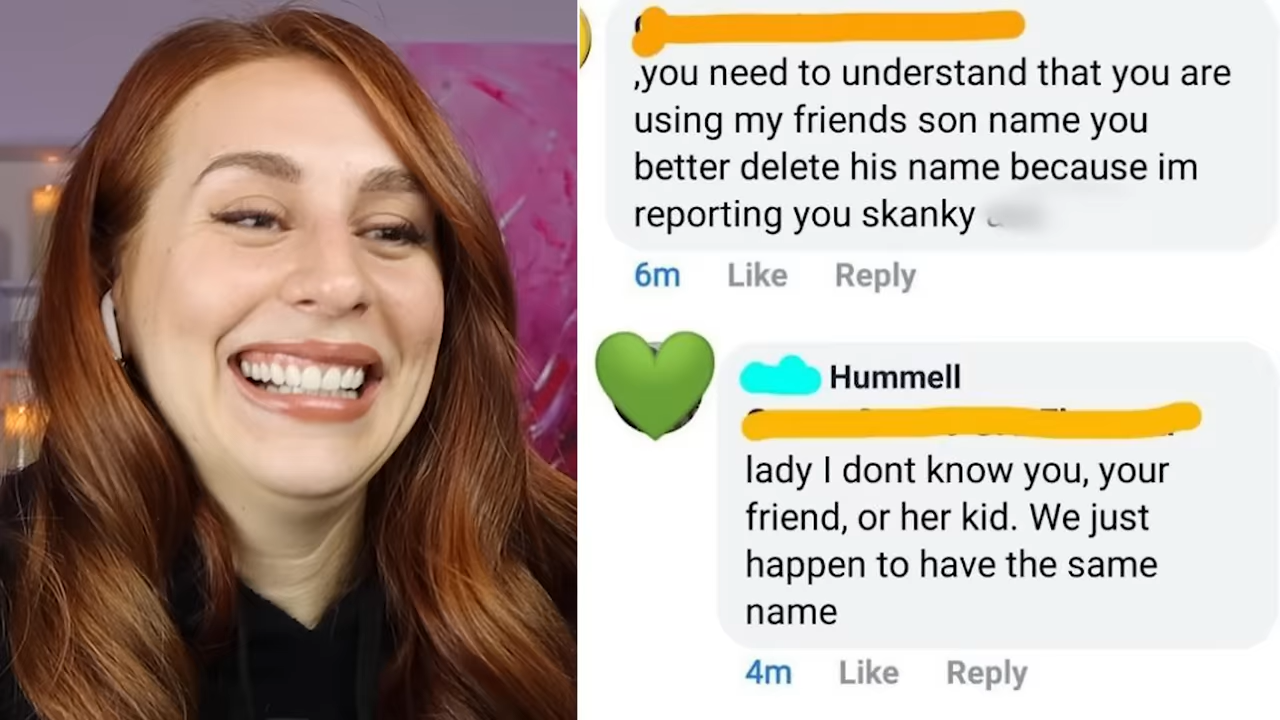 ,you need to understand that you are
using my friends son name you
better delete his name because im
reporting you skanky
6m Like Reply
Hummell
lady I dont know you, your
friend, or her kid. We just
happen to have the same
name
4m Like Reply